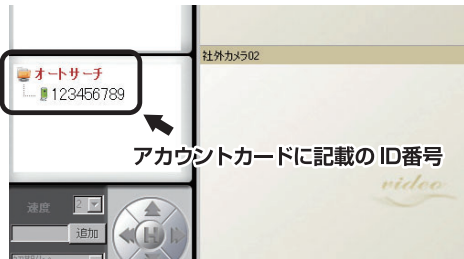 社外カメラ02
オートサーチ
123456789
アカウントカードに記載のID番号
video
速度
2
追加
H